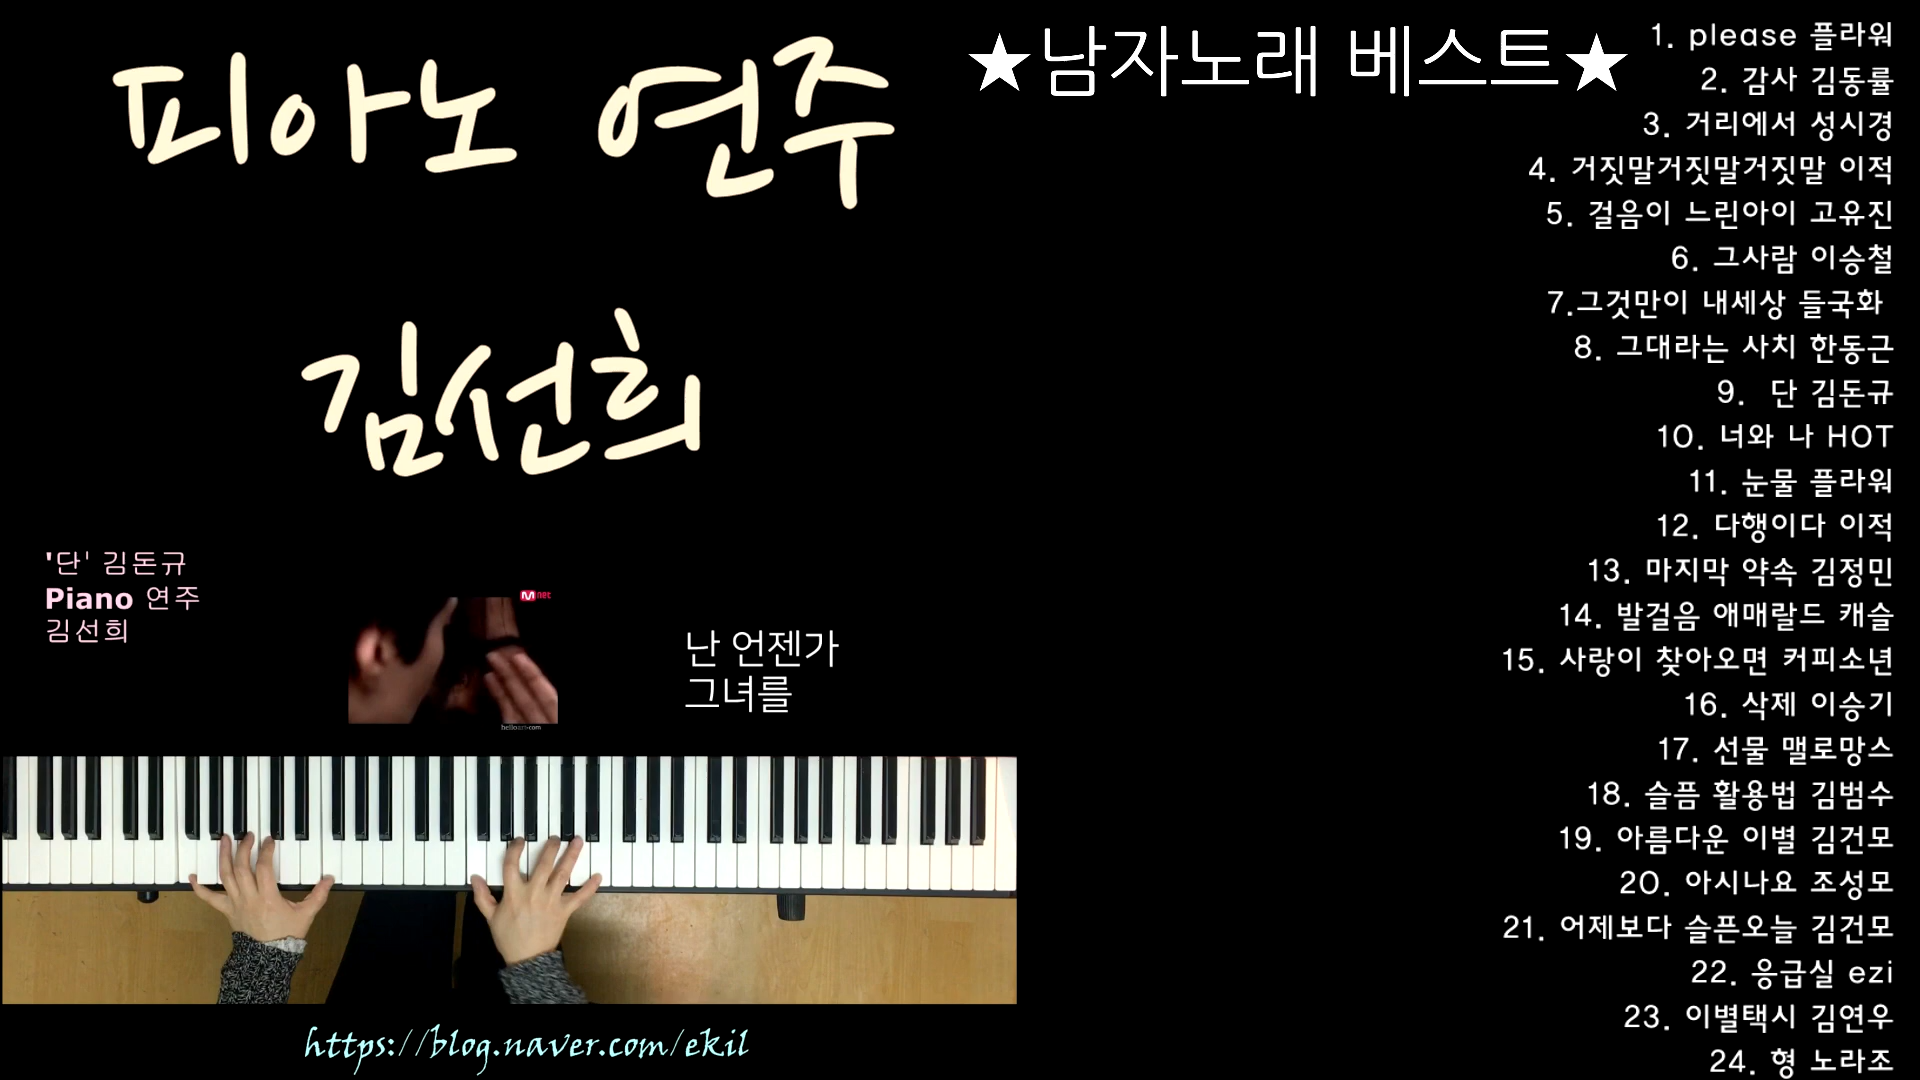 피아노 연주
김선희
★남자노래 베스트★
1. please 플라워
2. 감사 김동률
3. 거리에서 성시경
4. 거짓말거짓말거짓말 이적
5. 걸음이 느린아이 고유진
6. 그사람 이승철
7.그것만이 내세상 들국화
8. 그대라는 사치 한동근
9. 단 김돈규
10. 너와 나 HOT
11. 눈물 플라워
12. 다행이다 이적
13. 마지막 약속 김정민
14. 발걸음 애매랄드 캐슬
15. 사랑이 찾아오면 커피소년
16. 삭제 이승기
17. 선물 맬로망스
18. 슬픔 활용법 김범수
19. 아름다운 이별 김건모
20. 아시나요 조성모
21. 어제보다 슬픈오늘 김건모
22. 응급실 ezi
23. 이별택시 김연우
24. 형 노라조
'단' 김돈규
Piano 연주
김선희
Mnet
helloart.com
난 언젠가
그녀를
https://blog.naver.com/ekil